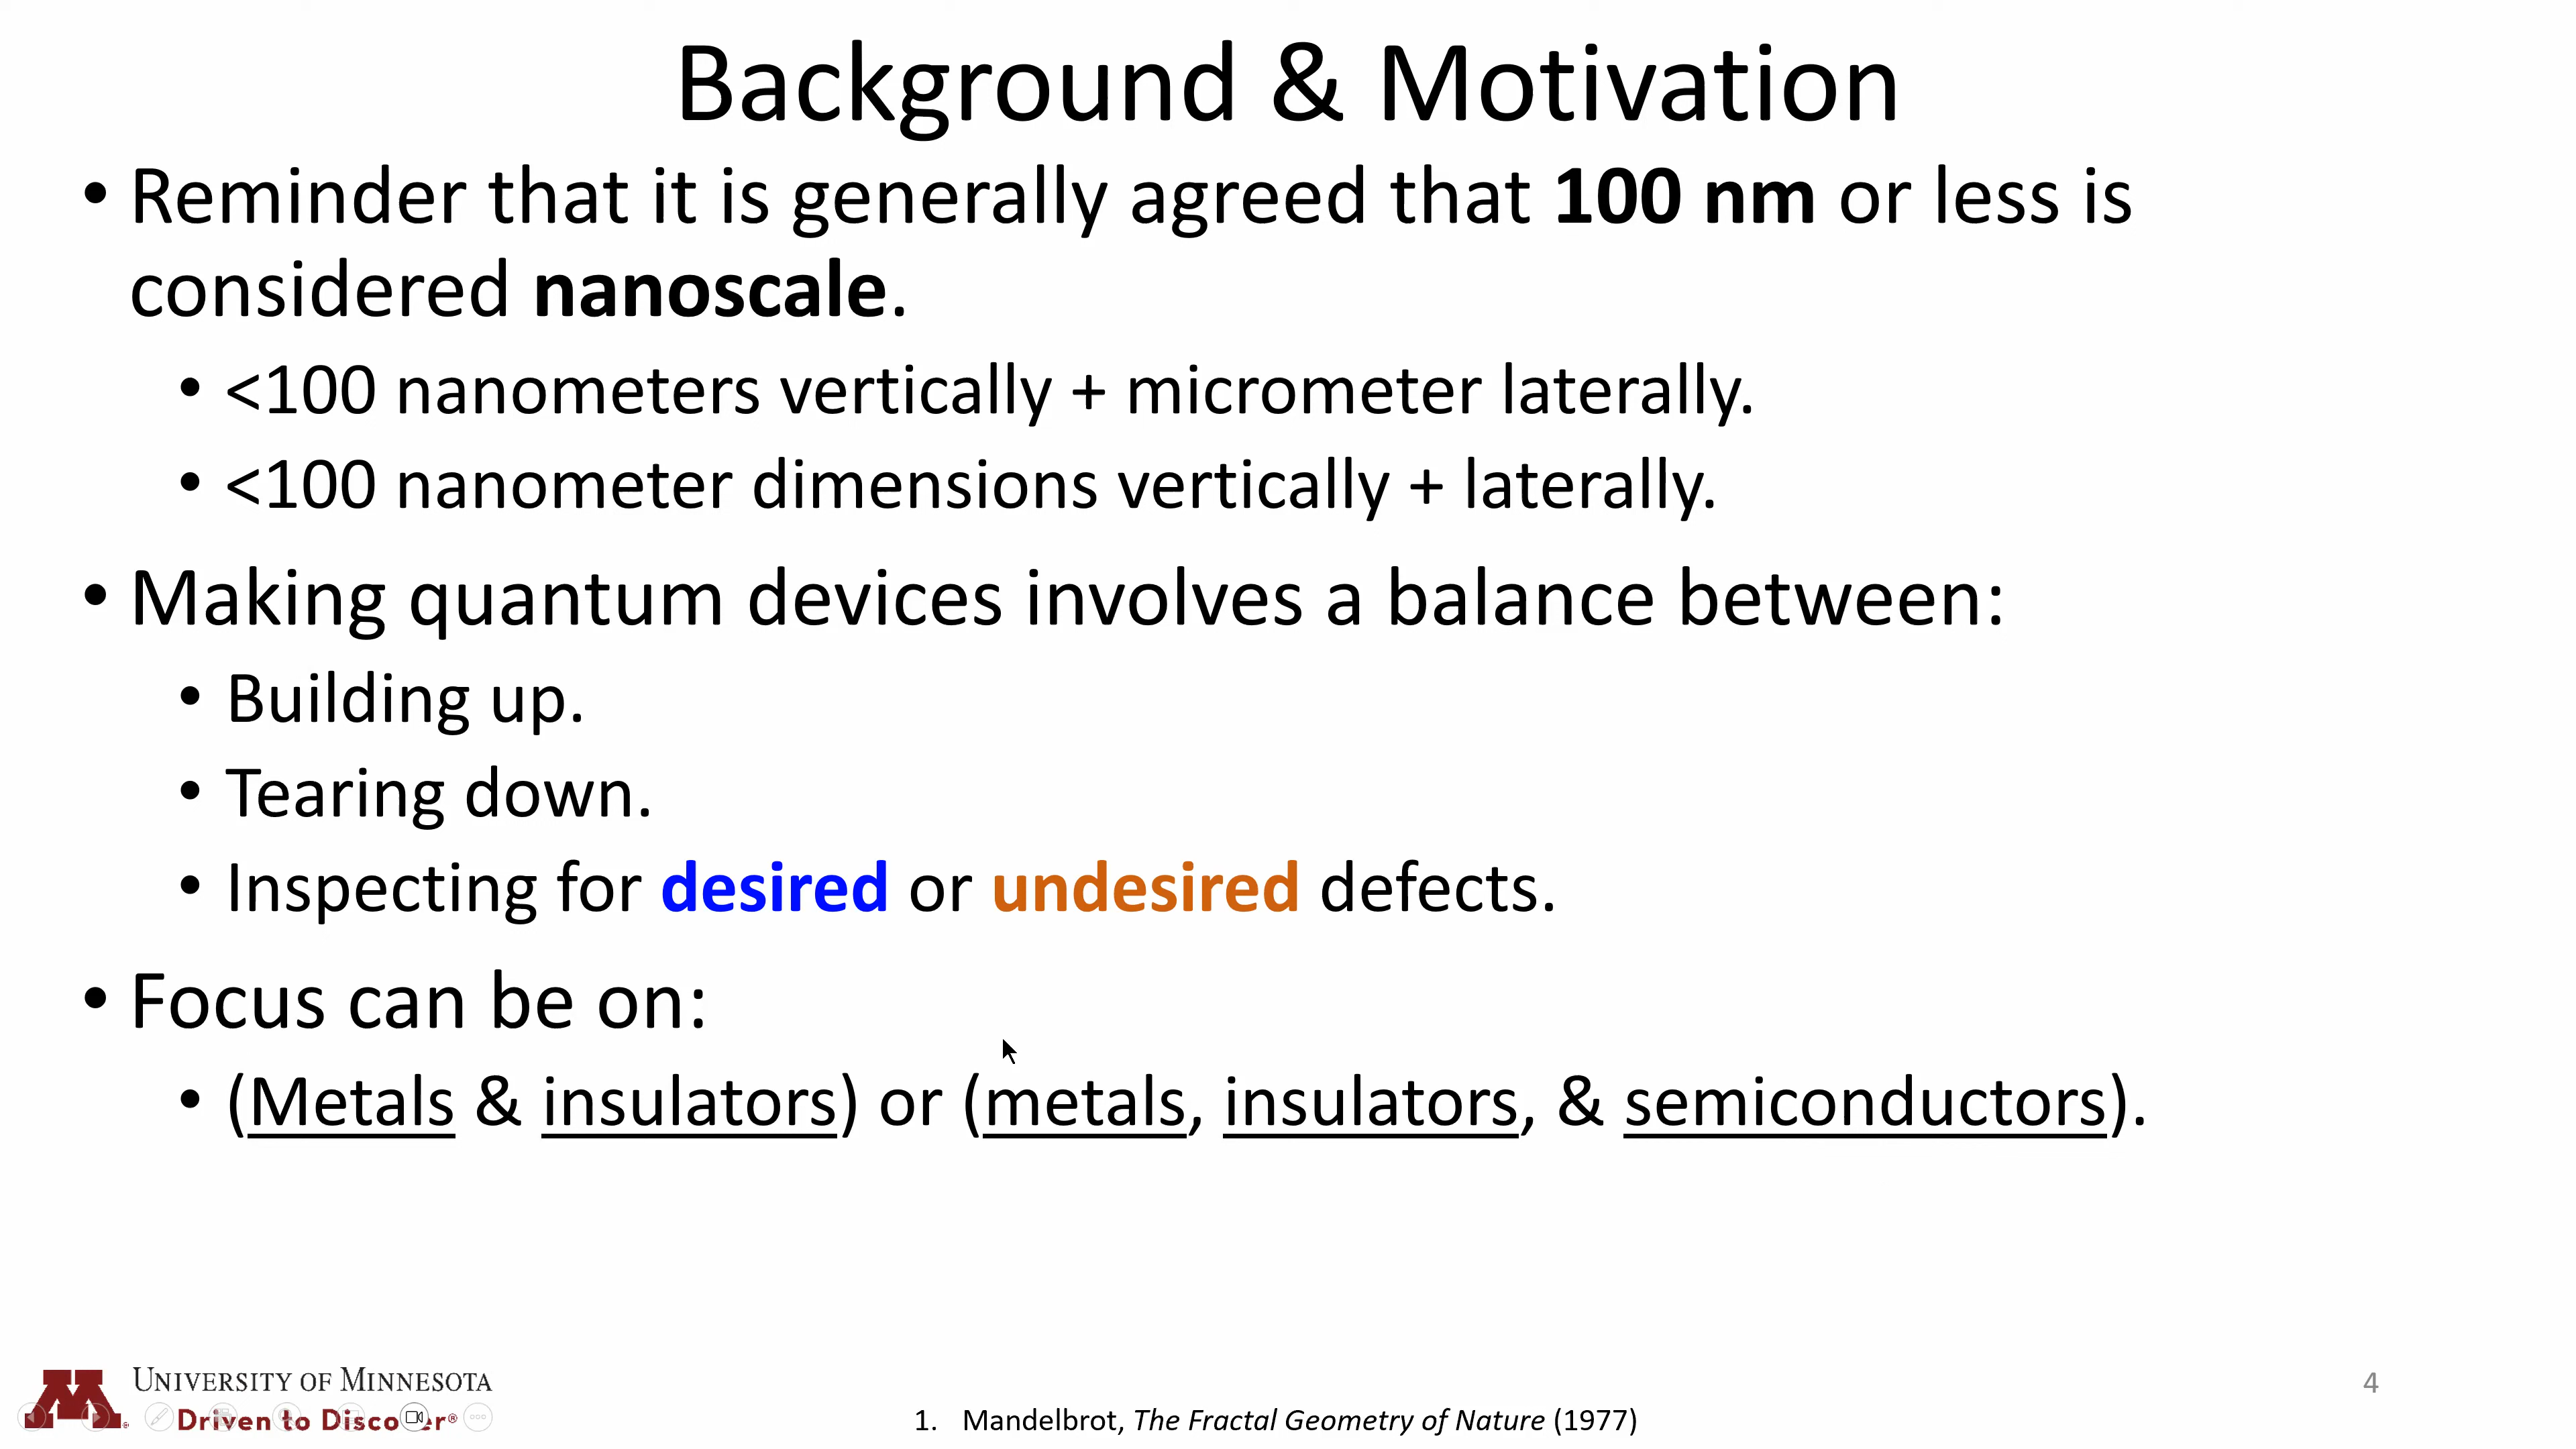 Background & Motivation
• Reminder that it is generally agreed that 100 nm or less is
considered nanoscale.
• <100 nanometers vertically + micrometer laterally.
• <100 nanometer dimensions vertically + laterally.
• Making quantum devices involves a balance between:
• Building up.
• Tearing down.
• Inspecting for desired or undesired defects.
• Focus can be on:
• (Metals & insulators) or (metals, insulators, & semiconductors).
UNIVERSITY OF MINNESOTA
Driven to Discover®
1. Mandelbrot, The Fractal Geometry of Nature (1977)
4